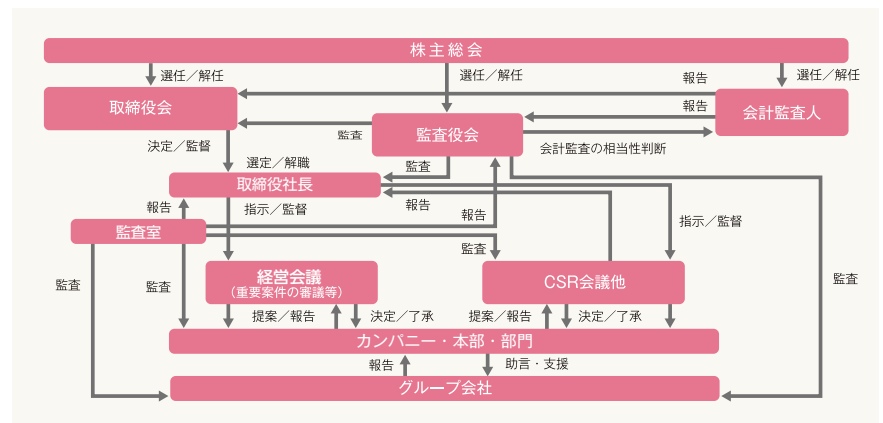 株主総会
選任／解任
選任／解任
選任／解任
報告
取締役会
報告
会計監査人
監査
監査役会
決定／監督
会計監査の相当性判断
選定／解職
監査
取締役社長
報告
指示／監督
報告
報告
指示／監督
監査室
監査
経営会議
（重要案件の審議等）
CSR会議他
監査
監査
監査
提案／報告
決定／了承
提案／報告
決定／了承
カンパニー・本部・部門
報告
助言・支援
グループ会社